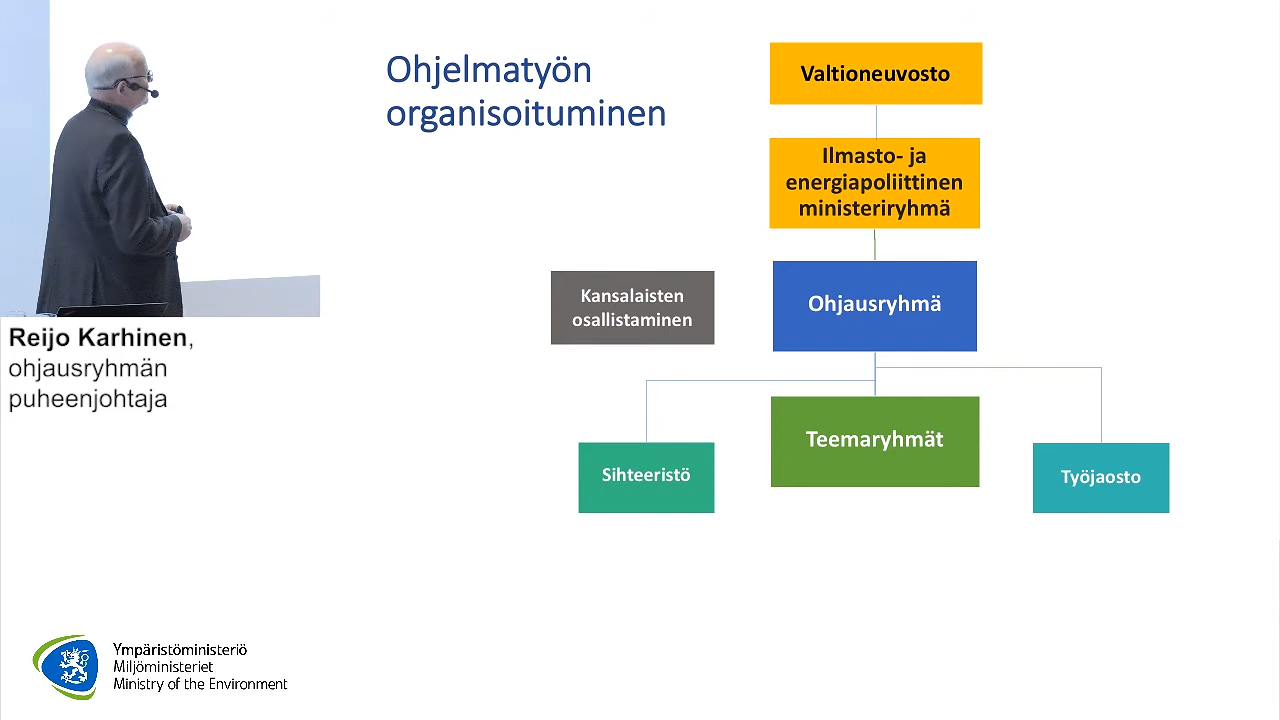 Ohjelmatyön
organisoituminen
Valtioneuvosto
Ilmasto- ja
energiapoliittinen
ministeriryhmä
Kansalaisten
osallistaminen
Ohjausryhmä
Teemaryhmät
Sihteeristö
Työjaosto
Reijo Karhinen,
ohjausryhmän
puheenjohtaja
Ympäristöministeriö
Miljöministeriet
Ministry of the Environment